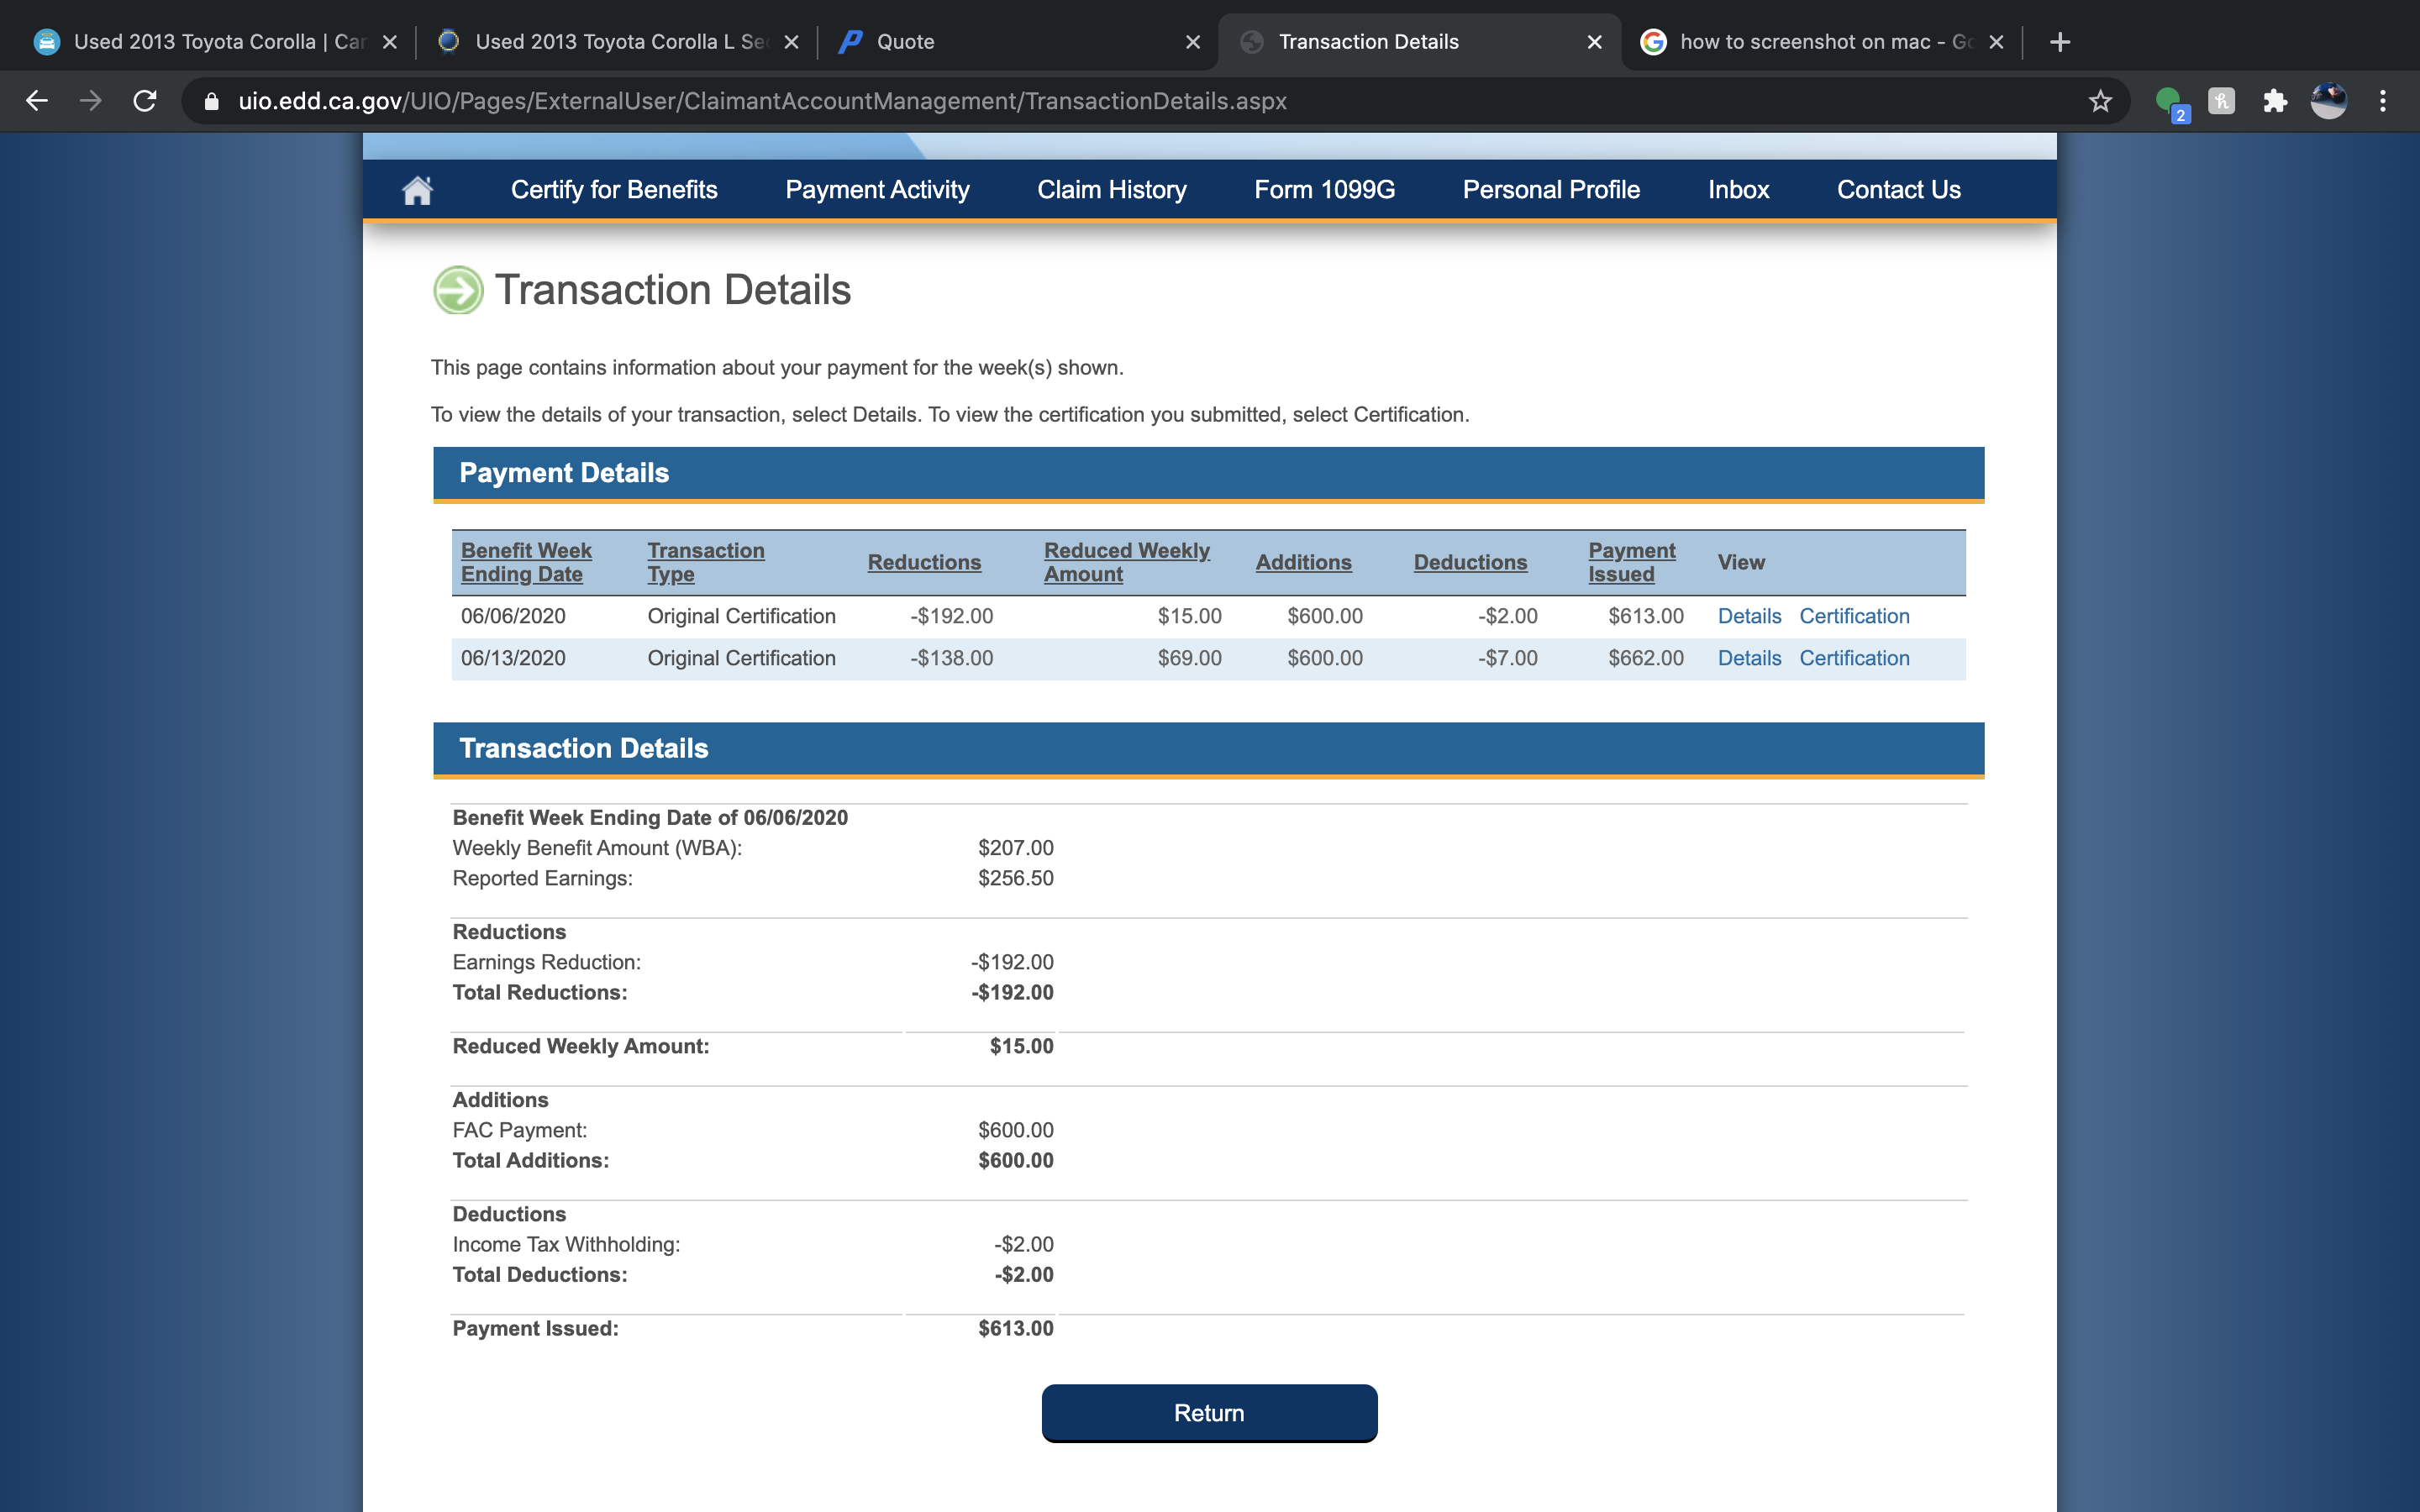 Used 2013 Toyota Corolla | Car
Used 2013 Toyota Corolla L Se
Quote
Transaction Details
how to screenshot on mac - Go
uio.edd.ca.gov/UIO/Pages/ExternalUser/ClaimantAccountManagement/TransactionDetails.aspx
2
Certify for Benefits Payment Activity Claim History Form 1099G Personal Profile Inbox Contact Us
Transaction Details
This page contains information about your payment for the week(s) shown.
To view the details of your transaction, select Details. To view the certification you submitted, select Certification.
Payment Details
Benefit Week Ending Date Transaction Type Reductions Reduced Weekly Amount Additions Deductions Payment Issued View
06/06/2020 Original Certification -$192.00 $15.00 $600.00 -$2.00 $613.00 Details Certification
06/13/2020 Original Certification -$138.00 $69.00 $600.00 -$7.00 $662.00 Details Certification
Transaction Details
Benefit Week Ending Date of 06/06/2020
Weekly Benefit Amount (WBA): $207.00
Reported Earnings: $256.50
Reductions
Earnings Reduction: -$192.00
Total Reductions: -$192.00
Reduced Weekly Amount: $15.00
Additions
FAC Payment: $600.00
Total Additions: $600.00
Deductions
Income Tax Withholding: -$2.00
Total Deductions: -$2.00
Payment Issued: $613.00
Return